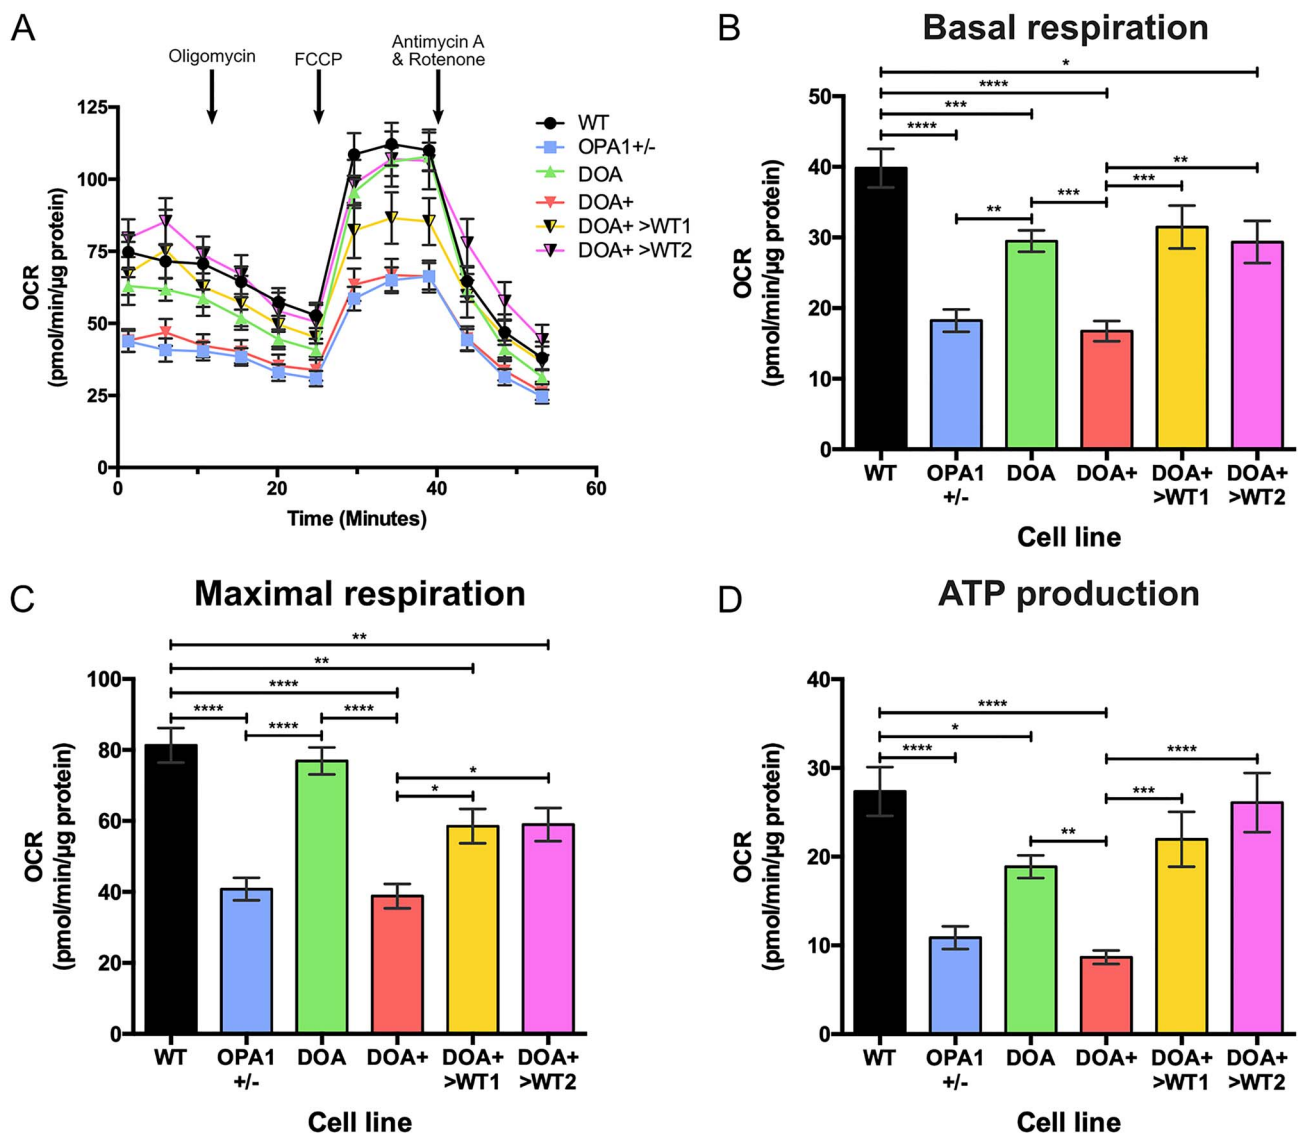 A
Oligomycin
FCCP
Antimycin A
& Rotenone
125
100
75
50
25
0
OCR
(pmol/min/µg protein)
0
20
40
60
Time (Minutes)
WT
OPA1+/-
DOA
DOA+
DOA+ >WT1
DOA+ >WT2
B
Basal respiration
*
****
***
****
**
***
***
**
50
40
30
20
10
0
OCR
(pmol/min/µg protein)
WT OPA1 DOA DOA+ DOA+ DOA+
+/- >WT1 >WT2
Cell line
C
Maximal respiration
**
**
****
**** ****
****
*
*
100
80
60
40
20
0
OCR
(pmol/min/µg protein)
WT OPA1 DOA DOA+ DOA+ DOA+
+/- >WT1 >WT2
Cell line
D
ATP production
****
*
**** ****
***
**
40
30
20
10
0
OCR
(pmol/min/µg protein)
WT OPA1 DOA DOA+ DOA+ DOA+
+/- >WT1 >WT2
Cell line